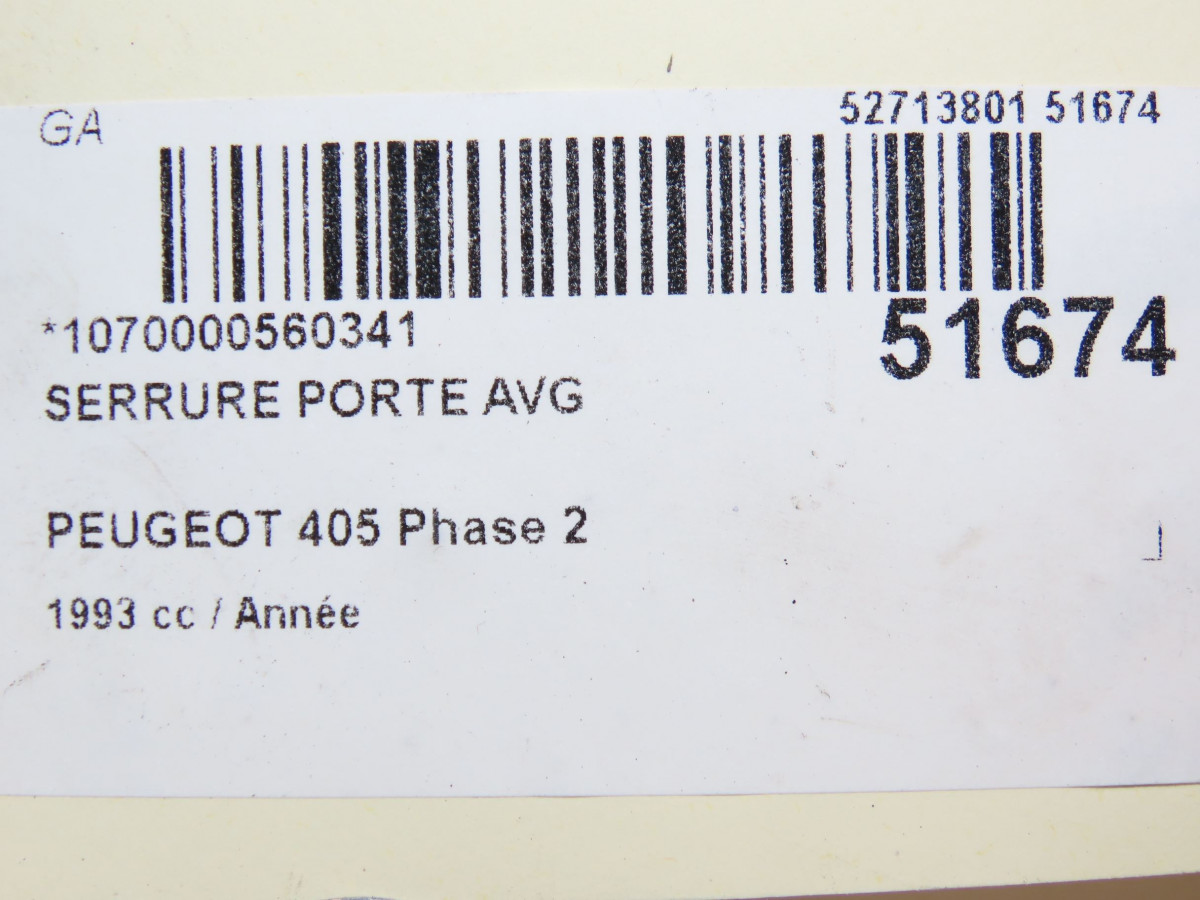 GA
52713801 51674
*1070000560341
51674
SERRURE PORTE AVG
PEUGEOT 405 Phase 2
1993 cc / Année